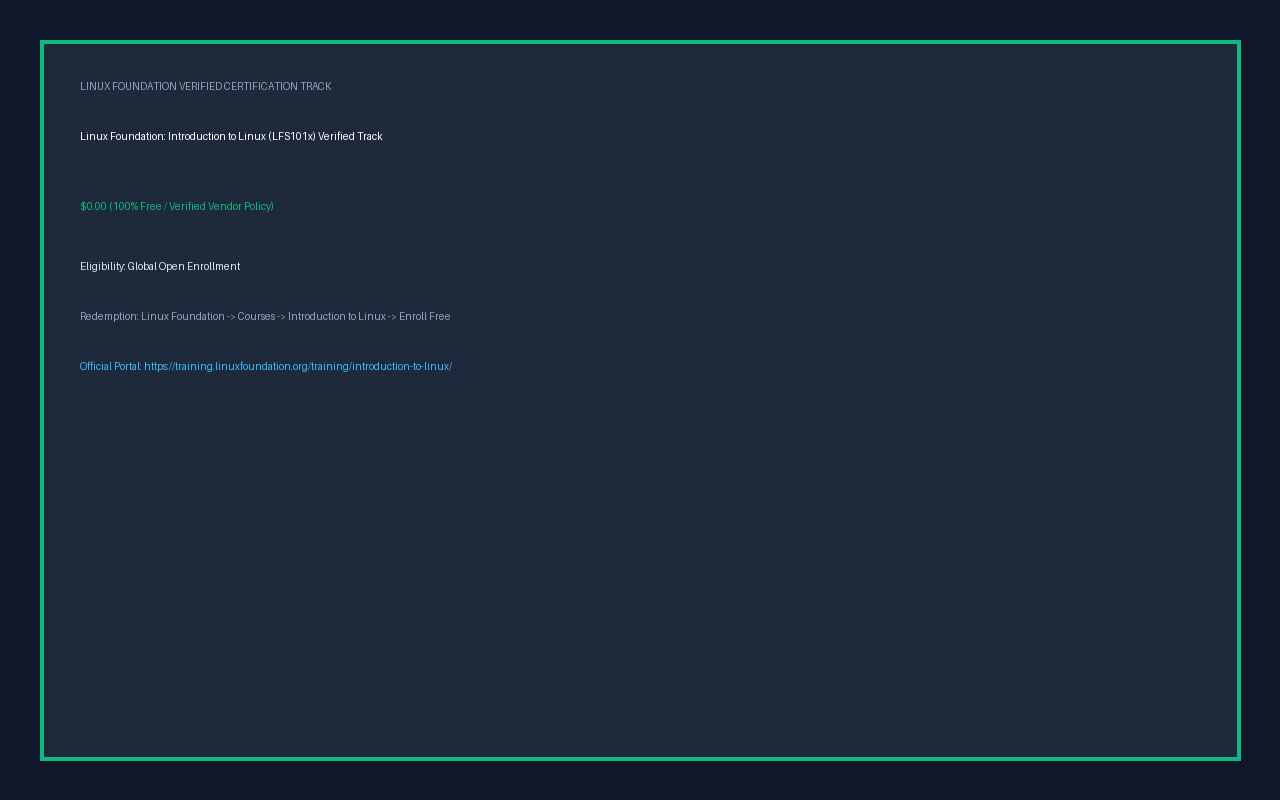 LINUX FOUNDATION VERIFIED CERTIFICATION TRACK
Linux Foundation: Introduction to Linux (LFS101x) Verified Track
$0.00 (100% Free / Verified Vendor Policy)
Eligibility: Global Open Enrollment
Redemption: Linux Foundation -> Courses -> Introduction to Linux -> Enroll Free
Official Portal: https://training.linuxfoundation.org/training/introduction-to-linux/